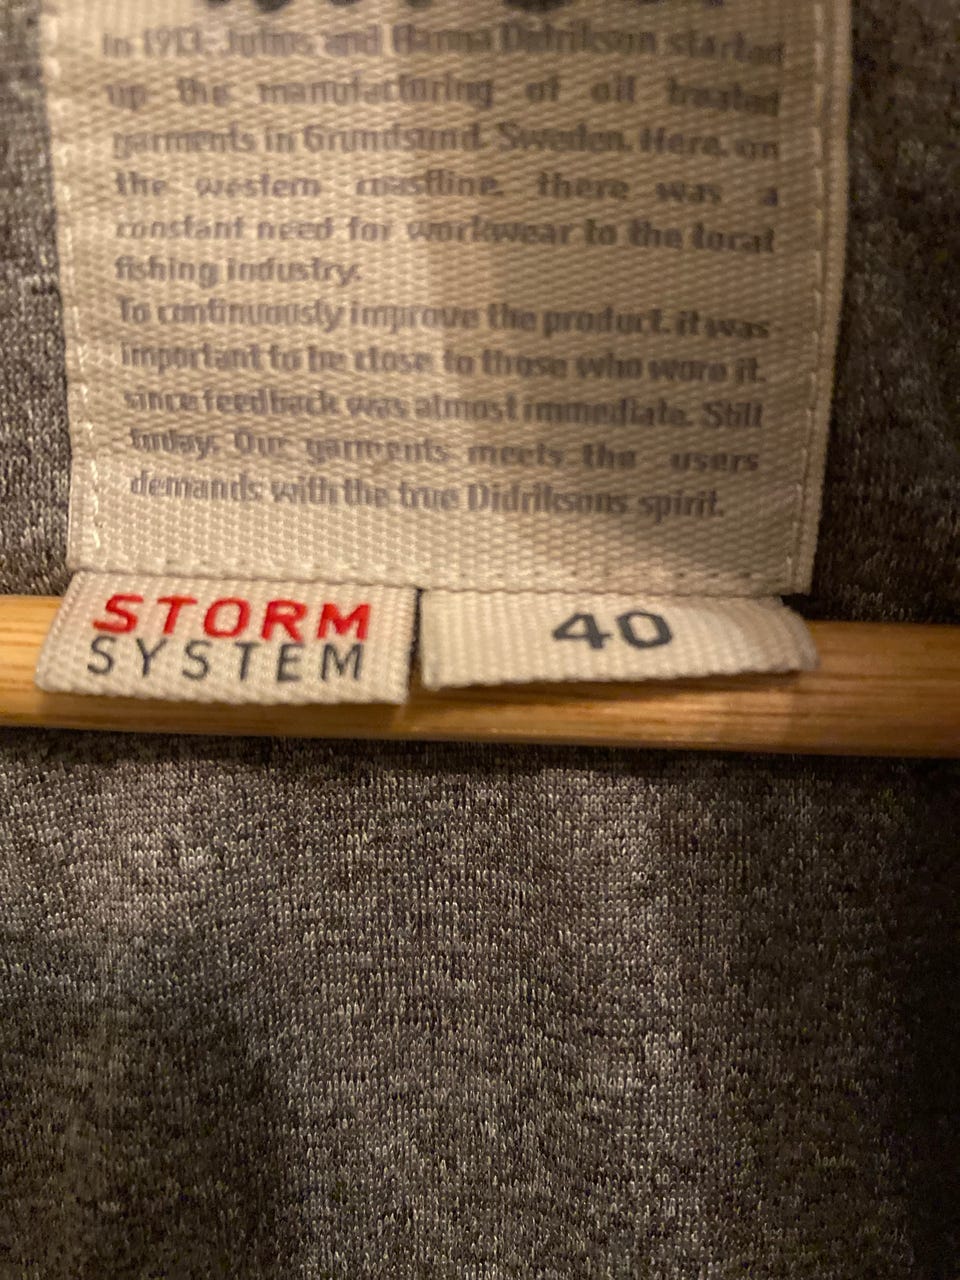 In 1913, Julius and Hanna Didrikson started
up the manufacturing of oil treated
garments in Grundsund, Sweden. Here, on
the western coastline, there was a
constant need for workwear to the local
fishing industry.
To continuously improve the product, it was
important to be close to those who wore it,
since feedback was almost immediate. Still
today. Our garments meets the users
demands with the true Didriksons spirit.
STORM
SYSTEM
40